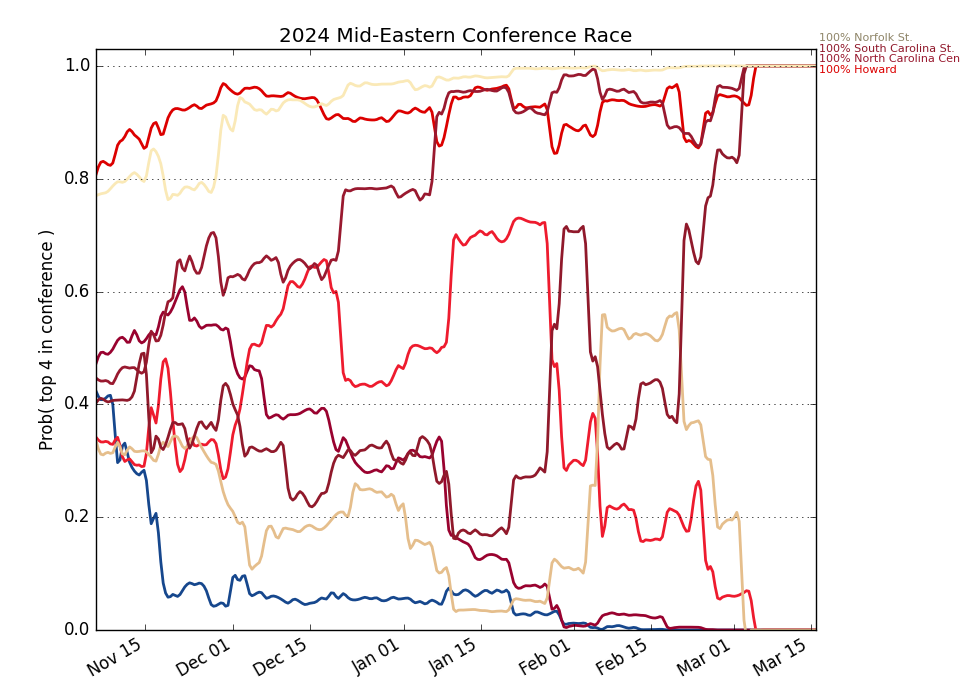 2024 Mid-Eastern Conference Race
100% Norfolk St.
100% South Carolina St.
100% North Carolina Cen
100% Howard
Prob( top 4 in conference )
1.0
0.8
0.6
0.4
0.2
0.0
Nov 15
Dec 01
Dec 15
Jan 01
Jan 15
Feb 01
Feb 15
Mar 01
Mar 15